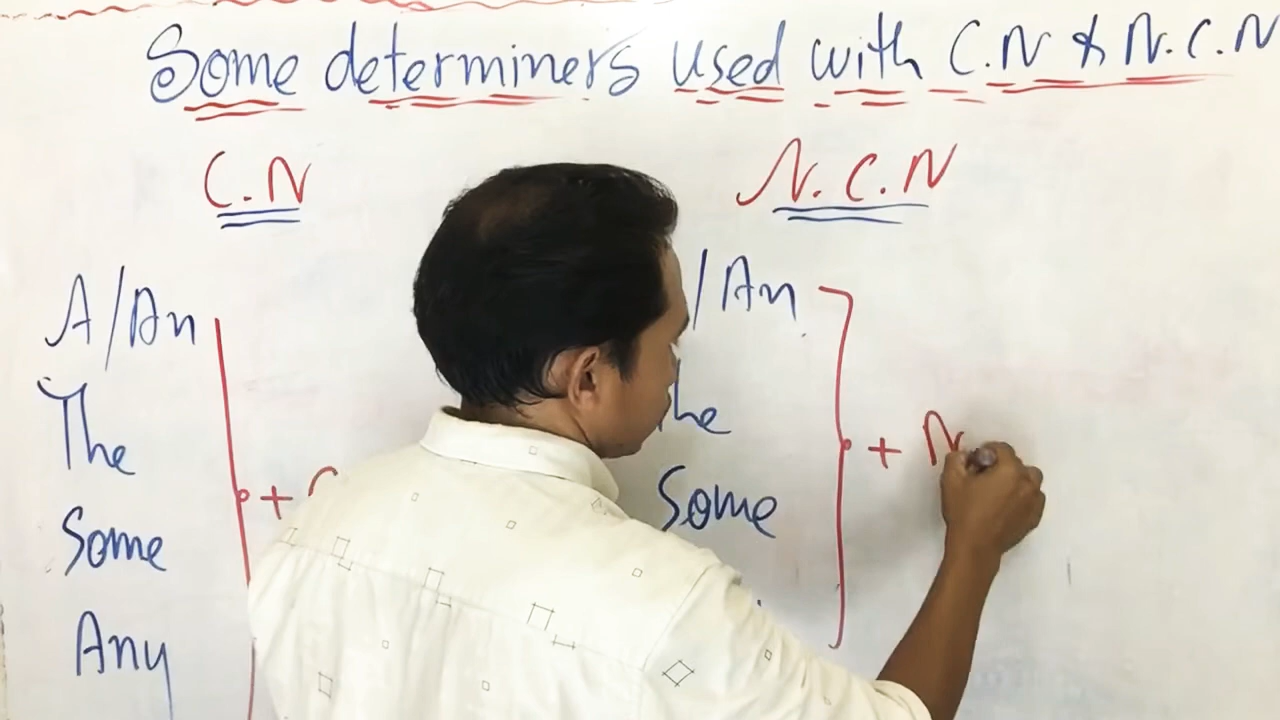 Some determiners used with C.N & N.C.N
C.N
A/An
The
Some
Any
+ C
N.C.N
/An
he
Some
+ N.